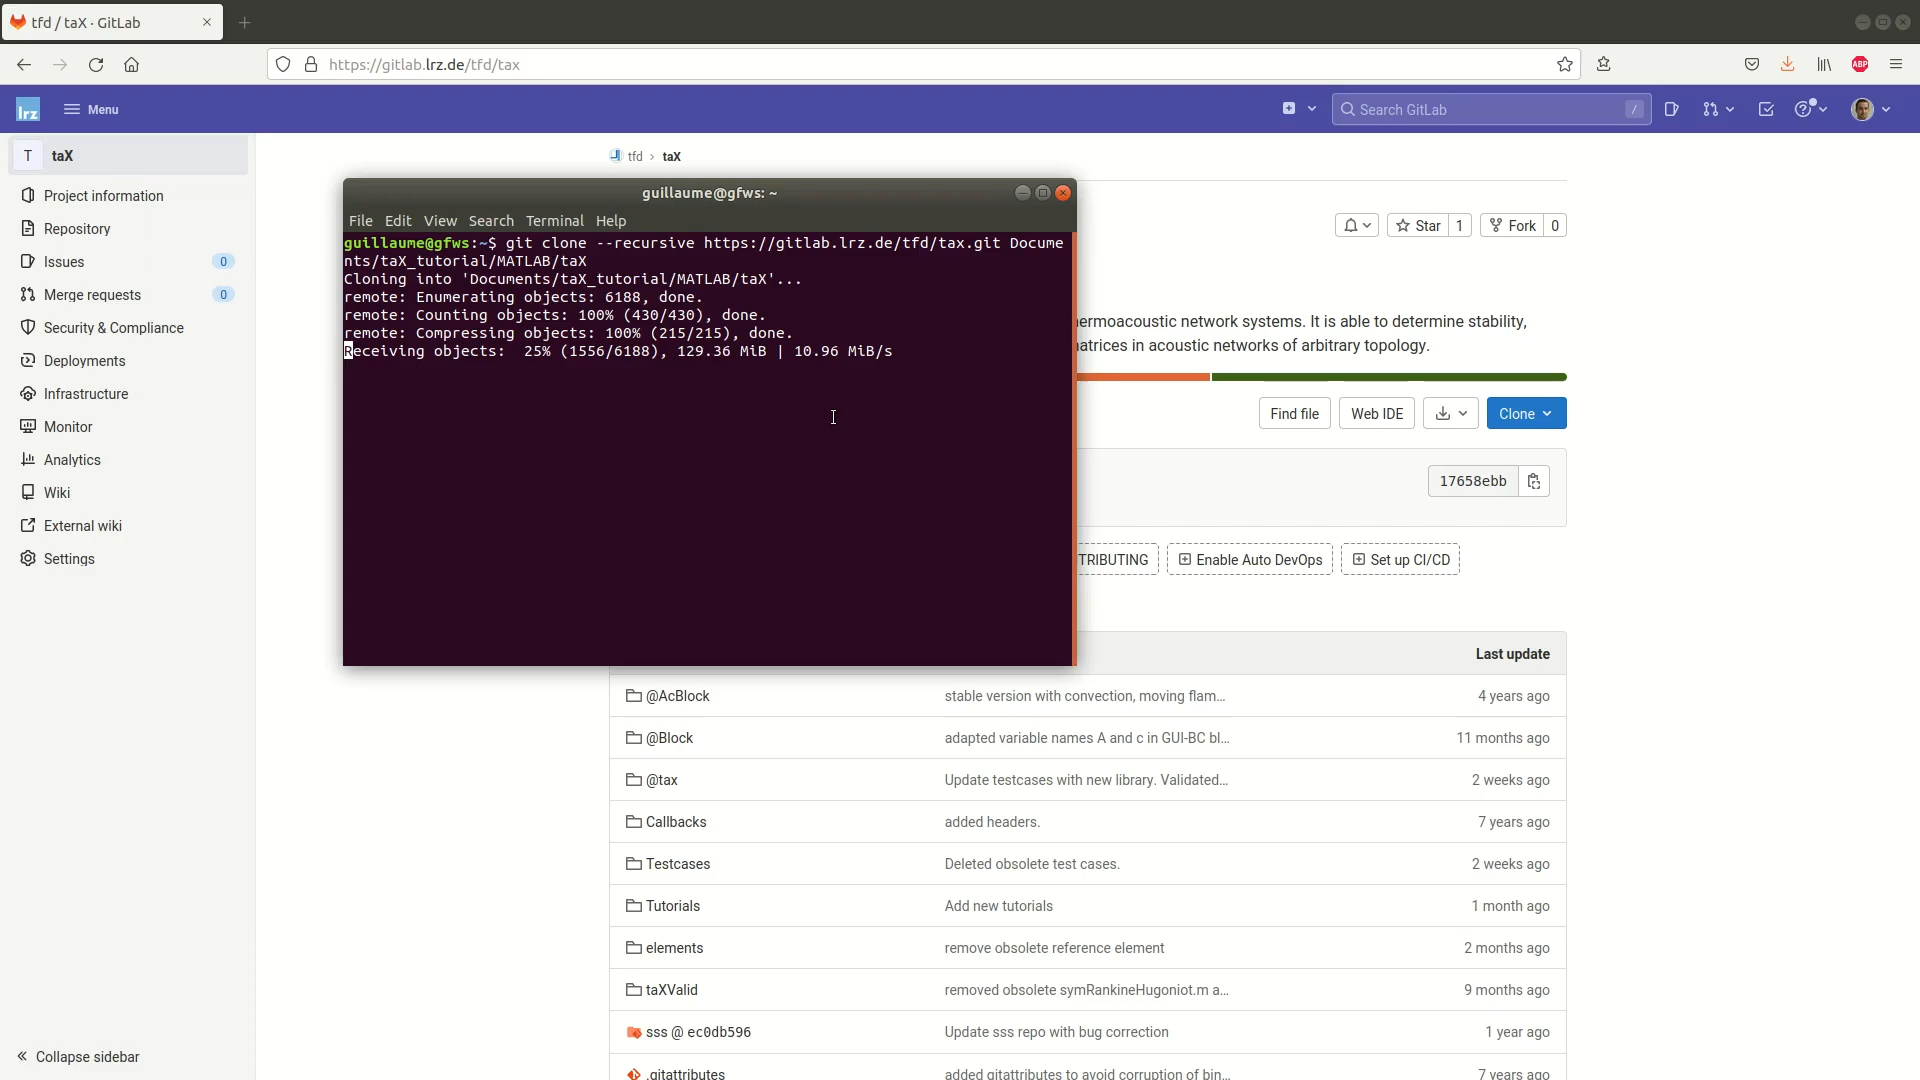 tfd / taX · GitLab
https://gitlab.lrz.de/tfd/tax
ABP
lrz
Menu
Search GitLab
/
T taX
Project information
Repository
Issues 0
Merge requests 0
Security & Compliance
Deployments
Infrastructure
Monitor
Analytics
Wiki
External wiki
Settings
Collapse sidebar
tfd › taX
guillaume@gfws: ~
File Edit View Search Terminal Help
guillaume@gfws:~$ git clone --recursive https://gitlab.lrz.de/tfd/tax.git Docume
nts/taX_tutorial/MATLAB/taX
Cloning into 'Documents/taX_tutorial/MATLAB/taX'...
remote: Enumerating objects: 6188, done.
remote: Counting objects: 100% (430/430), done.
remote: Compressing objects: 100% (215/215), done.
Receiving objects:  25% (1556/6188), 129.36 MiB | 10.96 MiB/s
Star 1
Fork 0
ermoacoustic network systems. It is able to determine stability,
atrices in acoustic networks of arbitrary topology.
Find file
Web IDE
Clone
17658ebb
TRIBUTING
Enable Auto DevOps
Set up CI/CD
Last update
@AcBlock stable version with convection, moving flam... 4 years ago
@Block adapted variable names A and c in GUI-BC bl... 11 months ago
@tax Update testcases with new library. Validated... 2 weeks ago
Callbacks added headers. 7 years ago
Testcases Deleted obsolete test cases. 2 weeks ago
Tutorials Add new tutorials 1 month ago
elements remove obsolete reference element 2 months ago
taXValid removed obsolete symRankineHugoniot.m a... 9 months ago
sss @ ec0db596 Update sss repo with bug correction 1 year ago
.gitattributes added gitattributes to avoid corruption of bin... 7 years ago